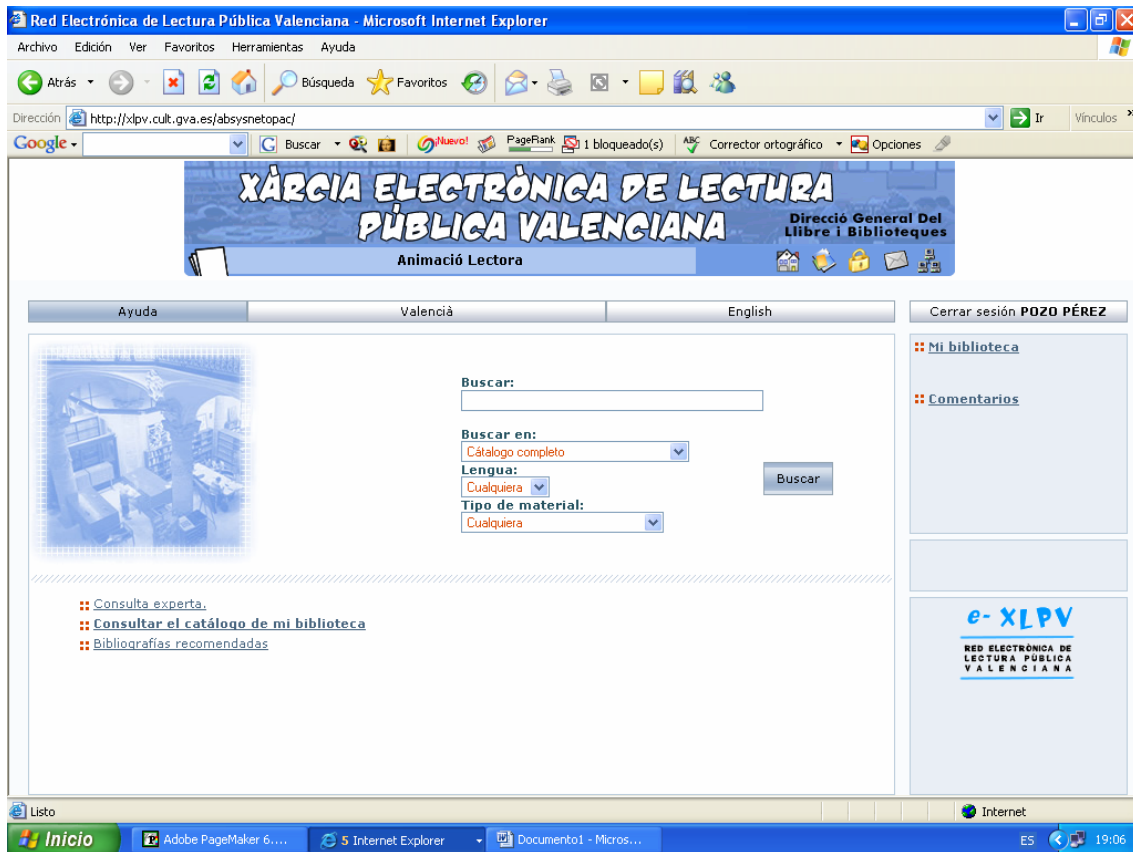 Red Electrónica de Lectura Pública Valenciana - Microsoft Internet Explorer
Archivo Edición Ver Favoritos Herramientas Ayuda
Atrás Búsqueda Favoritos
Dirección http://xlpv.cult.gva.es/absysnetopac/ Ir Vínculos »
Google Buscar ¡Nuevo! PageRank 1 bloqueado(s) ABC Corrector ortográfico Opciones
XÀRCIA ELECTRÒNICA DE LECTURA
PÚBLICA VALENCIANA
Direcció General Del
Llibre i Biblioteques
Animació Lectora
Ayuda Valencià English Cerrar sesión POZO PÉREZ
Mi biblioteca
Comentarios
Buscar:
Buscar en:
Cátalogo completo
Lengua:
Cualquiera
Buscar
Tipo de material:
Cualquiera
Consulta experta.
Consultar el catálogo de mi biblioteca
Bibliografías recomendadas
e-XLPV
RED ELECTRÓNICA DE
LECTURA PÚBLICA
VALENCIANA
Listo Internet
Inicio Adobe PageMaker 6.... 5 Internet Explorer Documento1 - Micros... ES 19:06